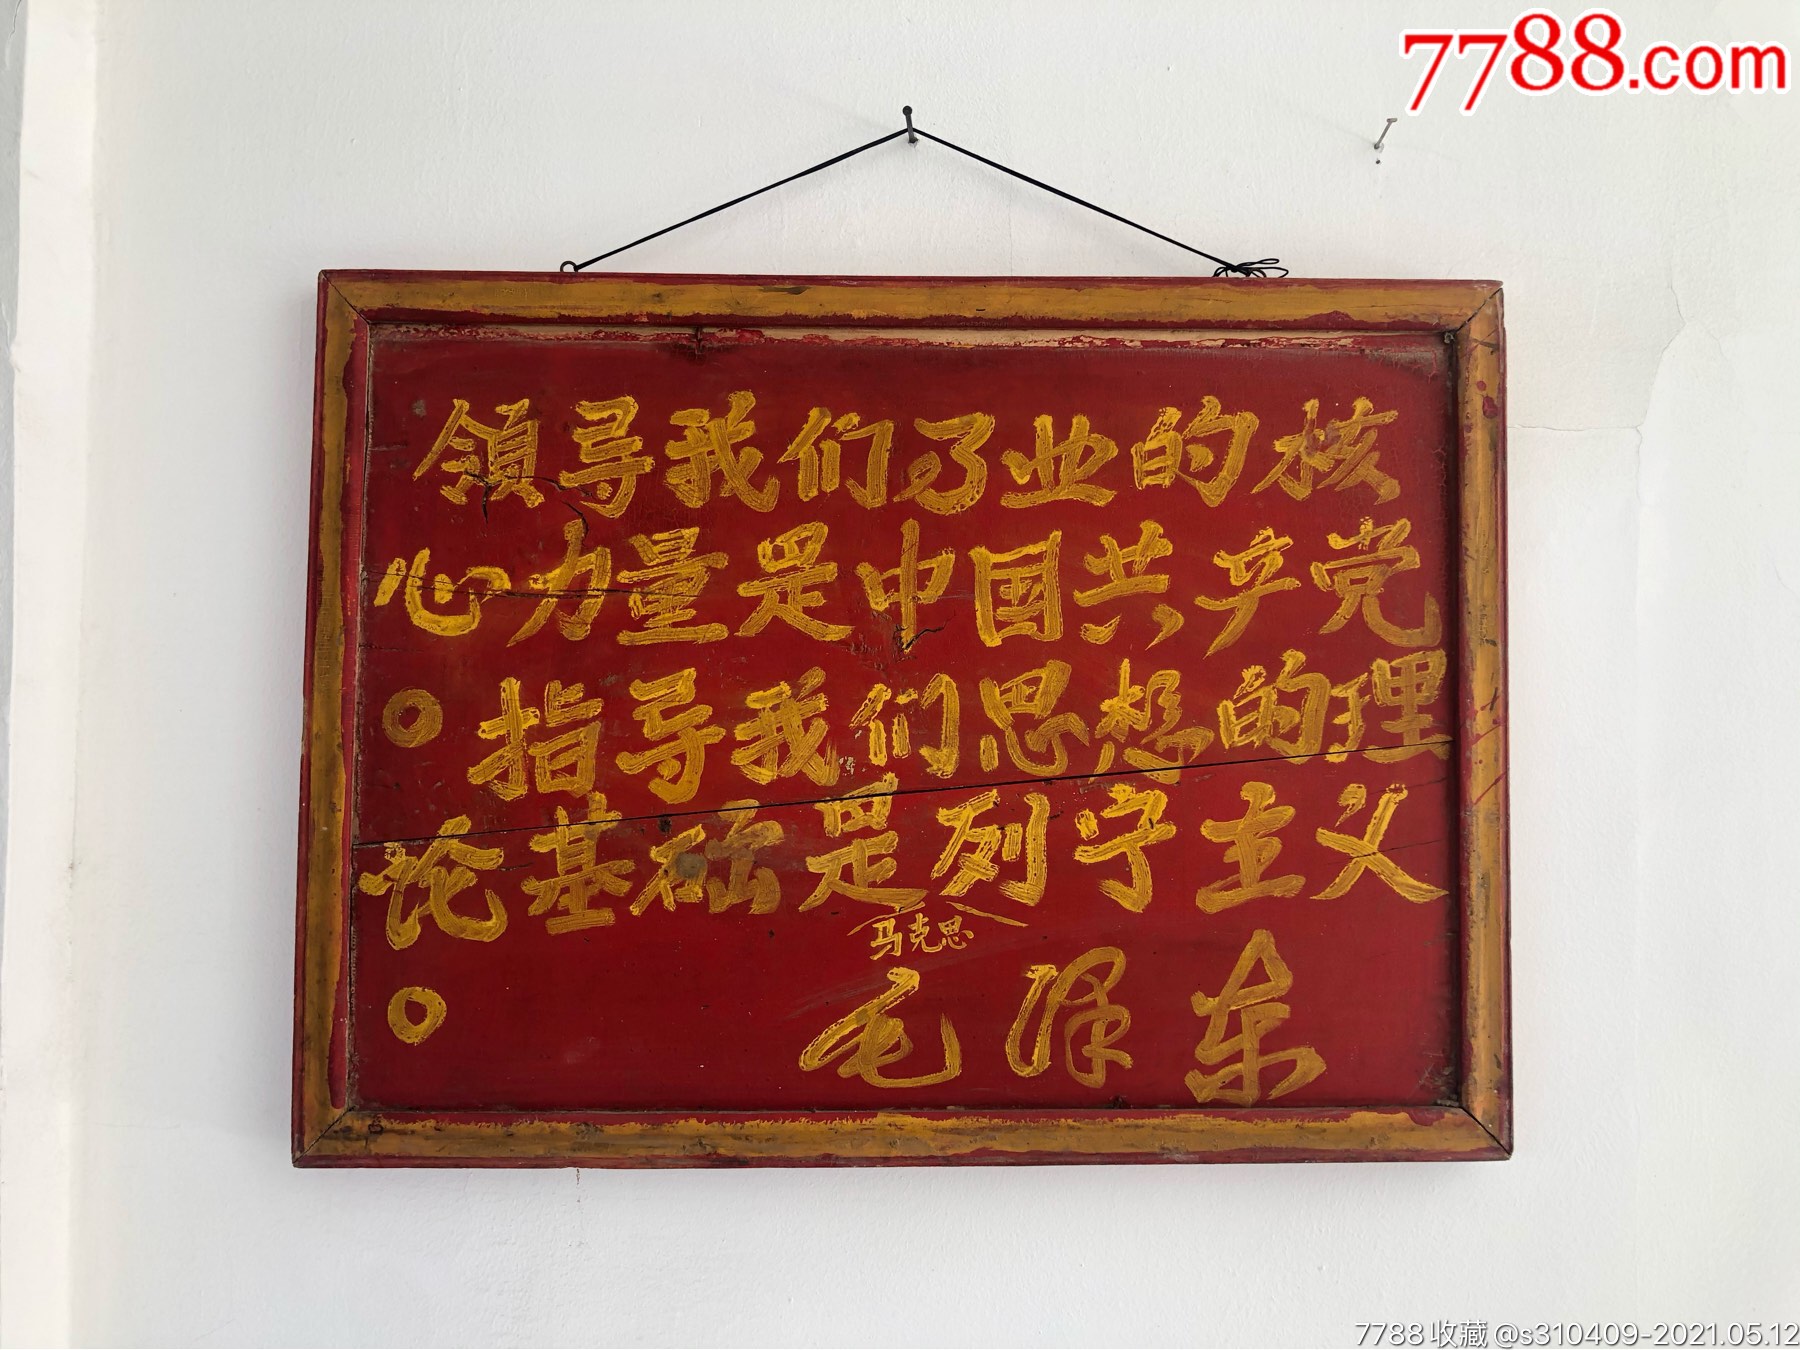 7788.com
領导我们事业的核
心力量是中国共产党
。指导我们思想的理
论基础是列宁主义
马克思
。 毛泽东
7788收藏@s310409-2021.05.12